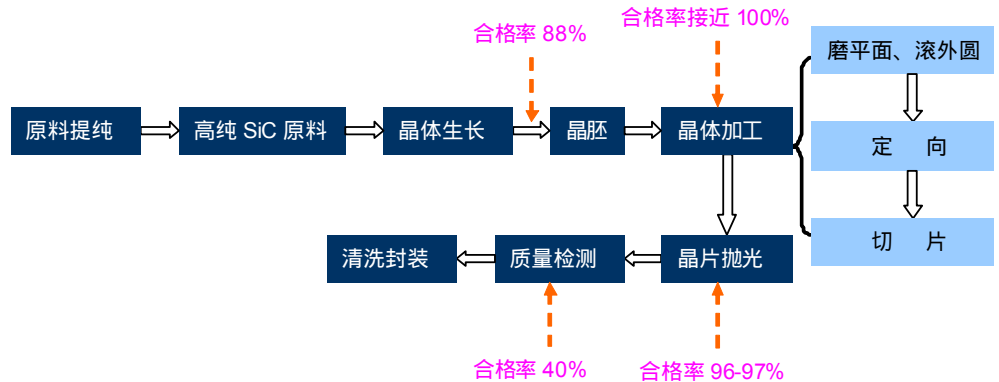 合格率 88%
合格率接近 100%
磨平面、滚外圆
原料提纯
高纯 SiC 原料
晶体生长
晶胚
晶体加工
定 向
切 片
清洗封装
质量检测
晶片抛光
合格率 40%
合格率 96-97%